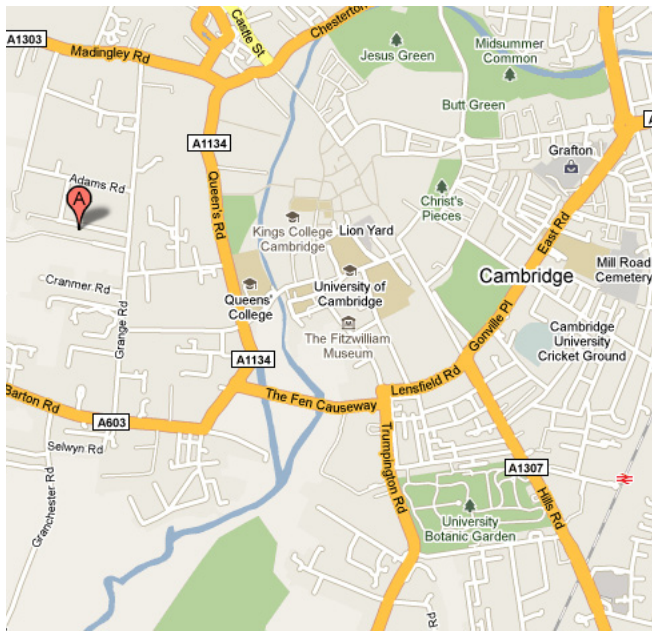 A1303
Madingley Rd
Castle St
Chesterton
Jesus Green
Midsummer
Common
Butt Green
A1134
Grafton
Adams Rd
A
Queen's Rd
Christ's
Pieces
East Rd
Kings College
Cambridge
Lion Yard
Mill Road
Cemetery
Cambridge
Cranmer Rd
Queens'
College
University of
Cambridge
Grange Rd
The Fitzwilliam
Museum
Gonville Pl
Cambridge
University
Cricket Ground
A1134
Barton Rd
Lensfield Rd
The Fen Causeway
A603
Selwyn Rd
Trumpington Rd
A1307
Granchester Rd
Hills Rd
University
Botanic Garden
Rd